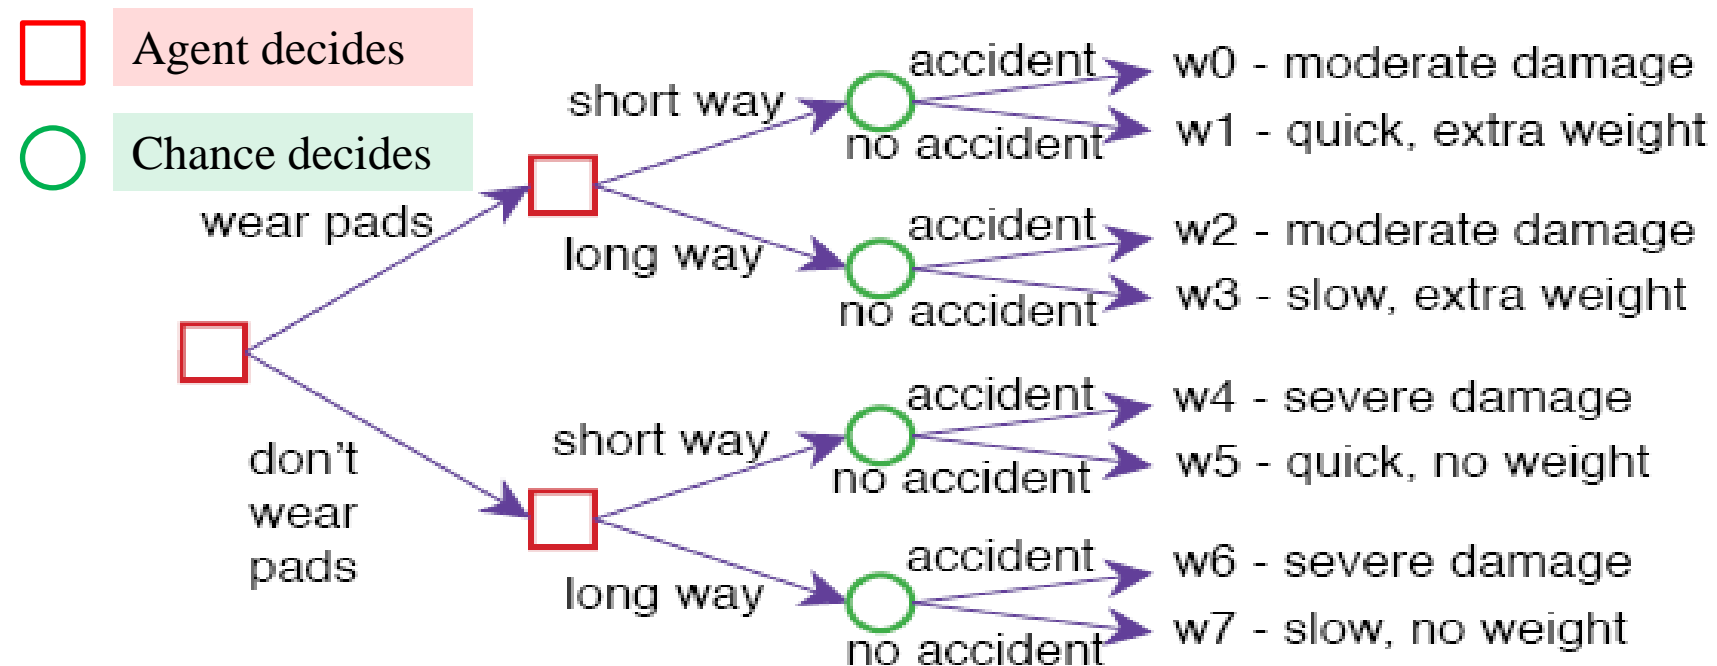 Agent decides
Chance decides
accident
w0 - moderate damage
short way
no accident
w1 - quick, extra weight
wear pads
long way
accident
w2 - moderate damage
no accident
w3 - slow, extra weight
don't
wear
pads
short way
accident
w4 - severe damage
no accident
w5 - quick, no weight
long way
accident
w6 - severe damage
no accident
w7 - slow, no weight